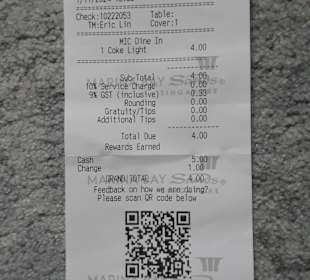 Check:10222053 Table:
TM:Eric Lin Cover:1
MIC Dine In
1 Coke Light 4.00
Sub-Total 4.00
10% Service Charge 0.00
9% GST (inclusive) 0.33
Rounding 0.00
Gratuity/Tips 0.00
Additional Tips 0.00
Total Due 4.00
Rewards Earned
MARINA BAY Sands
Cash 5.00
Change 1.00
GRAND TOTAL 4.00
Feedback on how we are doing?
Please scan QR code below